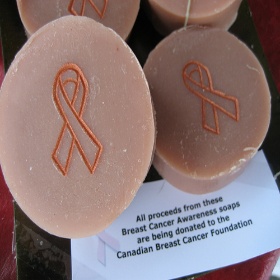 All proceeds from these
Breast Cancer Awareness soaps
are being donated to the
Canadian Breast Cancer Foundation